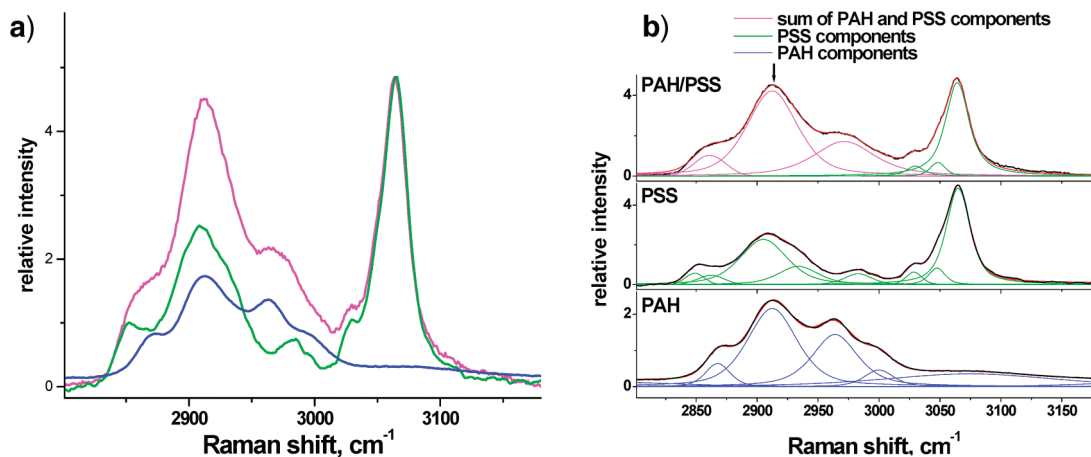 a)
relative intensity
4
2
0
2900
3000
3100
Raman shift, cm-1
b)
sum of PAH and PSS components
PSS components
PAH components
PAH/PSS
4
0
PSS
4
0
PAH
2
0
relative intensity
2850
2900
2950
3000
3050
3100
3150
Raman shift, cm-1